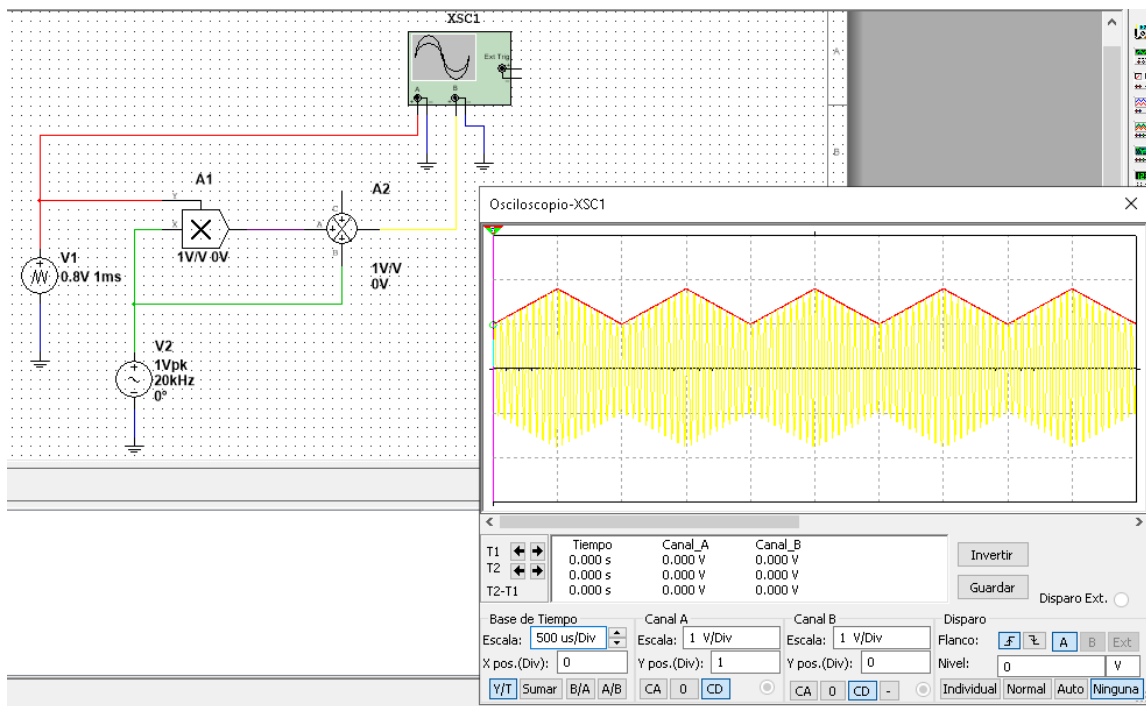 XSC1
Ext Trig
+
A
B
A
B
A1
A2
Y
X
C
A
B
1V/V 0V
1V/V
0V
V1
0.8V 1ms
V2
1Vpk
20kHz
0°
Osciloscopio-XSC1
T1
T2
T2-T1
Tiempo Canal_A Canal_B
0.000 s 0.000 V 0.000 V
0.000 s 0.000 V 0.000 V
0.000 s 0.000 V 0.000 V
Invertir
Guardar
Disparo Ext.
Base de Tiempo
Escala: 500 us/Div
X pos.(Div): 0
Y/T Sumar B/A A/B
Canal A
Escala: 1 V/Div
Y pos.(Div): 1
CA 0 CD
Canal B
Escala: 1 V/Div
Y pos.(Div): 0
CA 0 CD -
Disparo
Flanco: A B Ext
Nivel: 0 V
Individual Normal Auto Ninguna